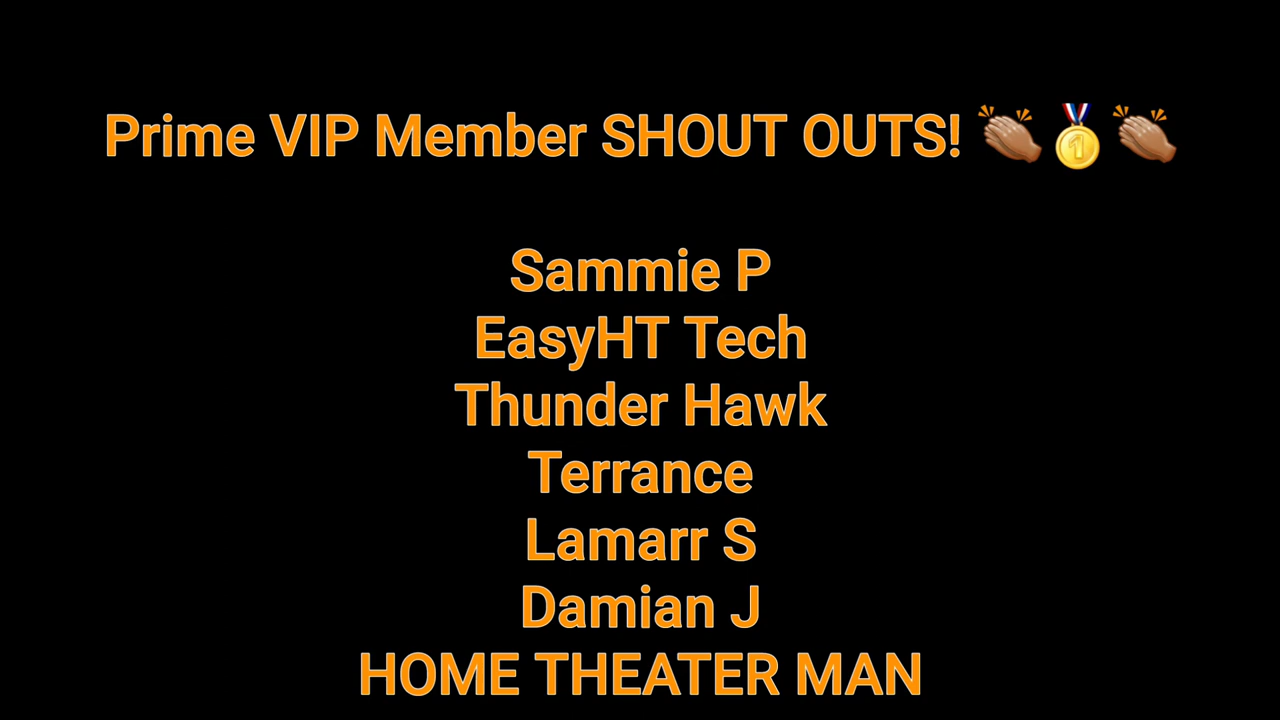 Prime VIP Member SHOUT OUTS! 👏🏽🥇👏🏽
Sammie P
EasyHT Tech
Thunder Hawk
Terrance
Lamarr S
Damian J
HOME THEATER MAN